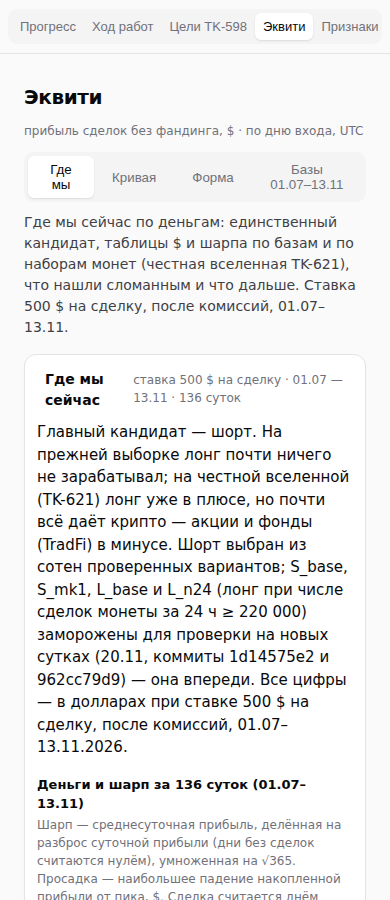 Прогресс Ход работ Цели TK-598 Эквити Признаки
Эквити
прибыль сделок без фандинга, $ · по дню входа, UTC
Где
мы
Кривая
Форма
Базы
01.07–13.11
Где мы сейчас по деньгам: единственный
кандидат, таблицы $ и шарпа по базам и по
наборам монет (честная вселенная TK-621),
что нашли сломанным и что дальше. Ставка
500 $ на сделку, после комиссий, 01.07–
13.11.
Где мы
сейчас
ставка 500 $ на сделку · 01.07 —
13.11 · 136 суток
Главный кандидат — шорт. На
прежней выборке лонг почти ничего
не зарабатывал; на честной вселенной
(TK-621) лонг уже в плюсе, но почти
всё даёт крипто — акции и фонды
(TradFi) в минусе. Шорт выбран из
сотен проверенных вариантов; S_base,
S_mk1, L_base и L_n24 (лонг при числе
сделок монеты за 24 ч ≥ 220 000)
заморожены для проверки на новых
сутках (20.11, коммиты 1d14575e2 и
962cc79d9) — она впереди. Все цифры
— в долларах при ставке 500 $ на
сделку, после комиссий, 01.07–
13.11.2026.
Деньги и шарп за 136 суток (01.07–
13.11)
Шарп — среднесуточная прибыль, делённая на
разброс суточной прибыли (дни без сделок
считаются нулём), умноженная на √365.
Просадка — наибольшее падение накопленной
прибыли от пика, $. Сделка считается днём